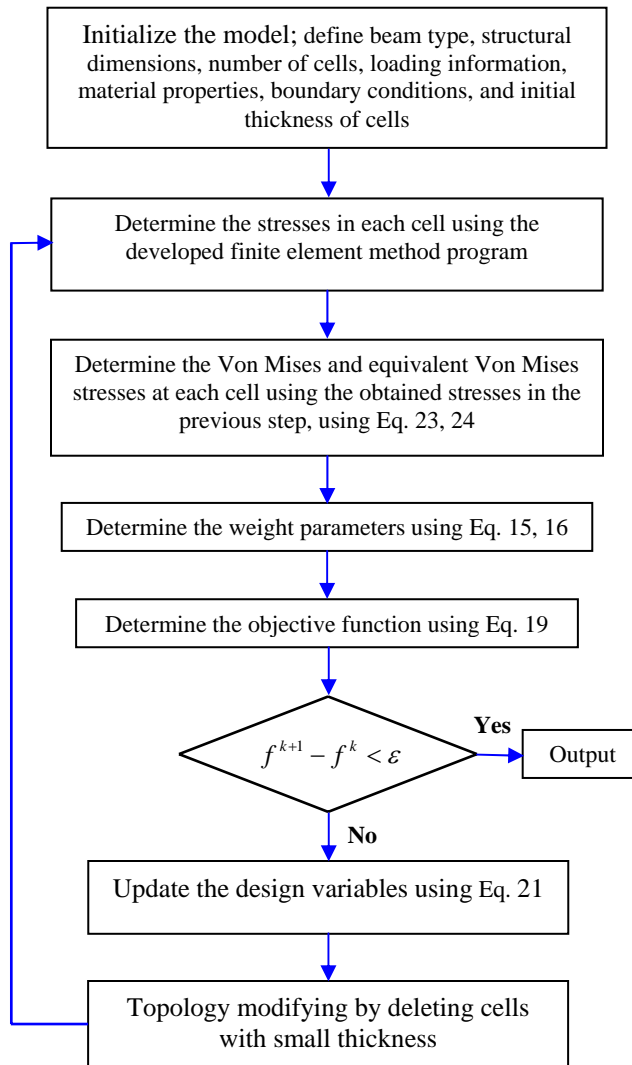 Initialize the model; define beam type, structural
dimensions, number of cells, loading information,
material properties, boundary conditions, and initial
thickness of cells
Determine the stresses in each cell using the
developed finite element method program
Determine the Von Mises and equivalent Von Mises
stresses at each cell using the obtained stresses in the
previous step, using Eq. 23, 24
Determine the weight parameters using Eq. 15, 16
Determine the objective function using Eq. 19
f^{k+1} − f^k < ε
Yes
Output
No
Update the design variables using Eq. 21
Topology modifying by deleting cells
with small thickness